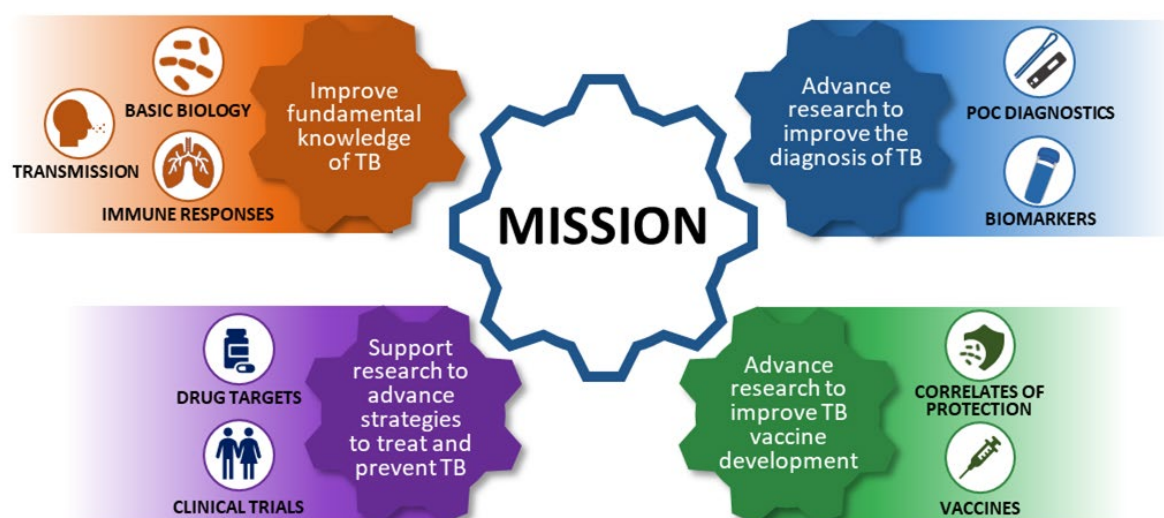 BASIC BIOLOGY
TRANSMISSION
IMMUNE RESPONSES
Improve
fundamental
knowledge
of TB
MISSION
Advance
research to
improve the
diagnosis of TB
POC DIAGNOSTICS
BIOMARKERS
DRUG TARGETS
CLINICAL TRIALS
Support
research to
advance
strategies
to treat and
prevent TB
Advance
research to
improve TB
vaccine
development
CORRELATES OF
PROTECTION
VACCINES